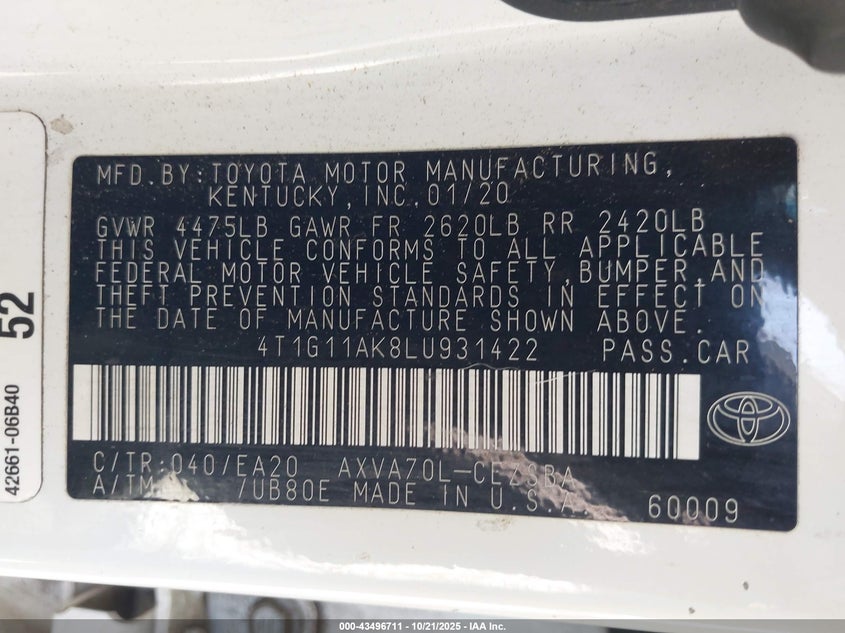 MFD.BY:TOYOTA MOTOR MANUFACTURING,
KENTUCKY,INC.01/20
GVWR 4475LB GAWR FR 2620LB RR 2420LB
THIS VEHICLE CONFORMS TO ALL APPLICABLE
FEDERAL MOTOR VEHICLE SAFETY,BUMPER,AND
THEFT PREVENTION STANDARDS IN EFFECT ON
THE DATE OF MANUFACTURE SHOWN ABOVE.
4T1G11AK8LU931422 PASS.CAR
C/TR:040/EA20 AXVA70L-
A/TM /UB80E MADE IN U.S.A.
60009
52
42661-06B40
000-43496711 - 10/21/2025 - IAA Inc.